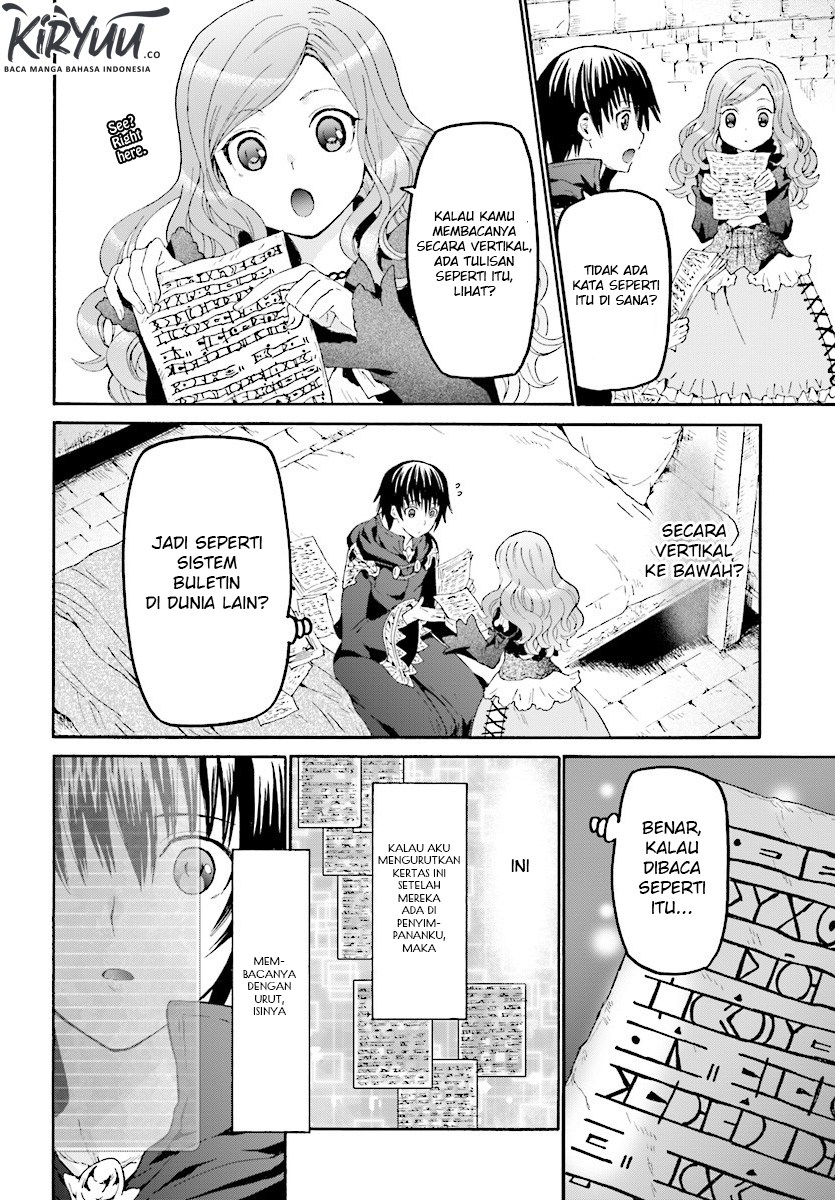 KIRYUU.CO
BACA MANGA BAHASA INDONESIA
TIDAK ADA
KATA SEPERTI
ITU DI SANA?
KALAU KAMU
MEMBACANYA
SECARA VERTIKAL,
ADA TULISAN
SEPERTI ITU,
LIHAT?
See?
Right
here.
SECARA
VERTIKAL
KE BAWAH?
JADI SEPERTI
SISTEM
BULETIN
DI DUNIA LAIN?
BENAR,
KALAU
DIBACA
SEPERTI
ITU...
INI
KALAU AKU
MENGURUTKAN
KERTAS INI
SETELAH
MEREKA
ADA DI
PENYIM-
PANANKU,
MAKA
MEM-
BACANYA
DENGAN
URUT,
ISINYA